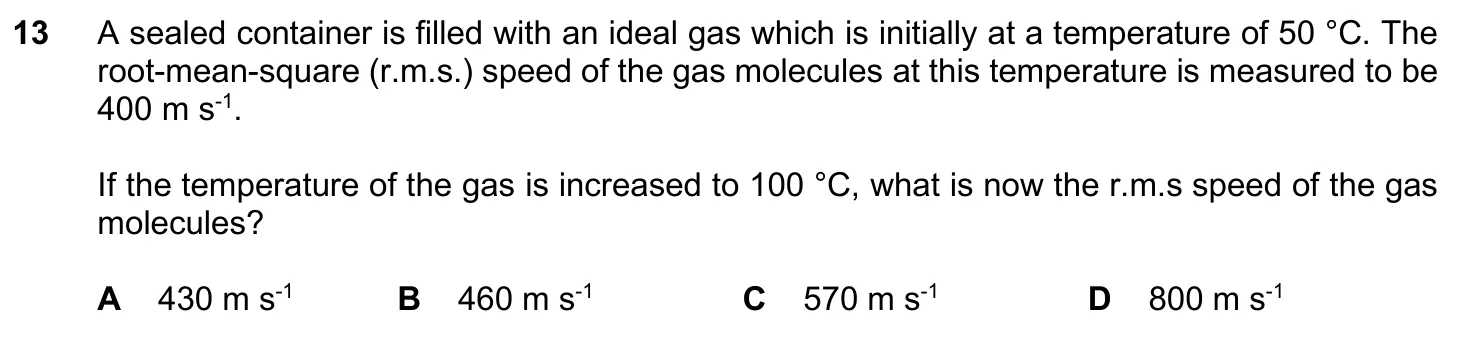 13 A sealed container is filled with an ideal gas which is initially at a temperature of 50 °C. The
root-mean-square (r.m.s.) speed of the gas molecules at this temperature is measured to be
400 m s⁻¹.
If the temperature of the gas is increased to 100 °C, what is now the r.m.s speed of the gas
molecules?
A 430 m s⁻¹ B 460 m s⁻¹ C 570 m s⁻¹ D 800 m s⁻¹